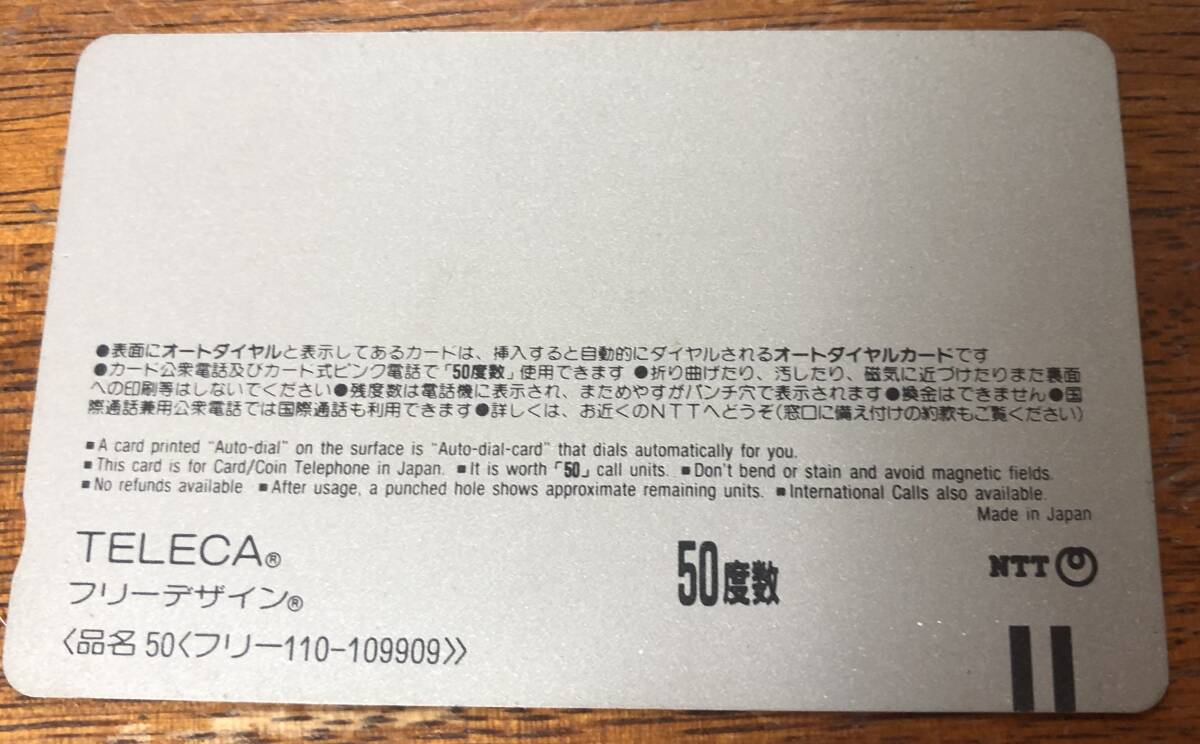 ●表面にオートダイヤルと表示してあるカードは、挿入すると自動的にダイヤルされるオートダイヤルカードです
●カード公衆電話及びカード式ピンク電話で「50度数」使用できます ●折り曲げたり、汚したり、磁気に近づけたりまた裏面
への印刷等はしないでください●残度数は電話機に表示され、まためやすがパンチ穴で表示されます●換金はできません●国
際通話兼用公衆電話では国際通話も利用できます●詳しくは、お近くのNTTへどうぞ(窓口に備え付けの約款もご覧ください)
■A card printed "Auto-dial" on the surface is "Auto-dial-card" that dials automatically for you.
■This card is for Card/Coin Telephone in Japan. ■It is worth「50」call units. ■Don't bend or stain and avoid magnetic fields.
■No refunds available ■After usage, a punched hole shows approximate remaining units. ■International Calls also available.
Made in Japan
TELECA®
フリーデザイン®
50度数
NTT
〈品名 50〈フリー110-109909〉〉